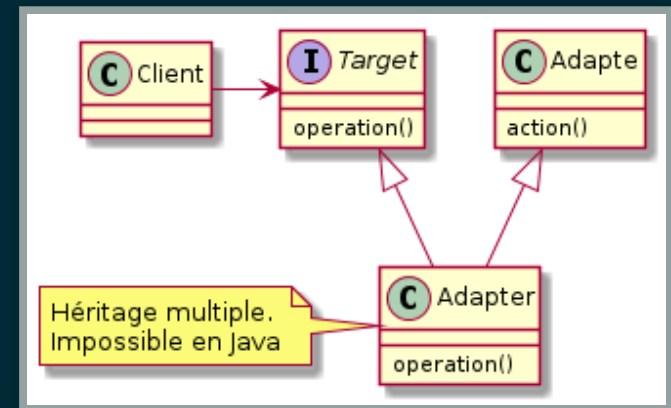 C Client
I Target
operation()
C Adapte
action()
C Adapter
operation()
Héritage multiple.
Impossible en Java